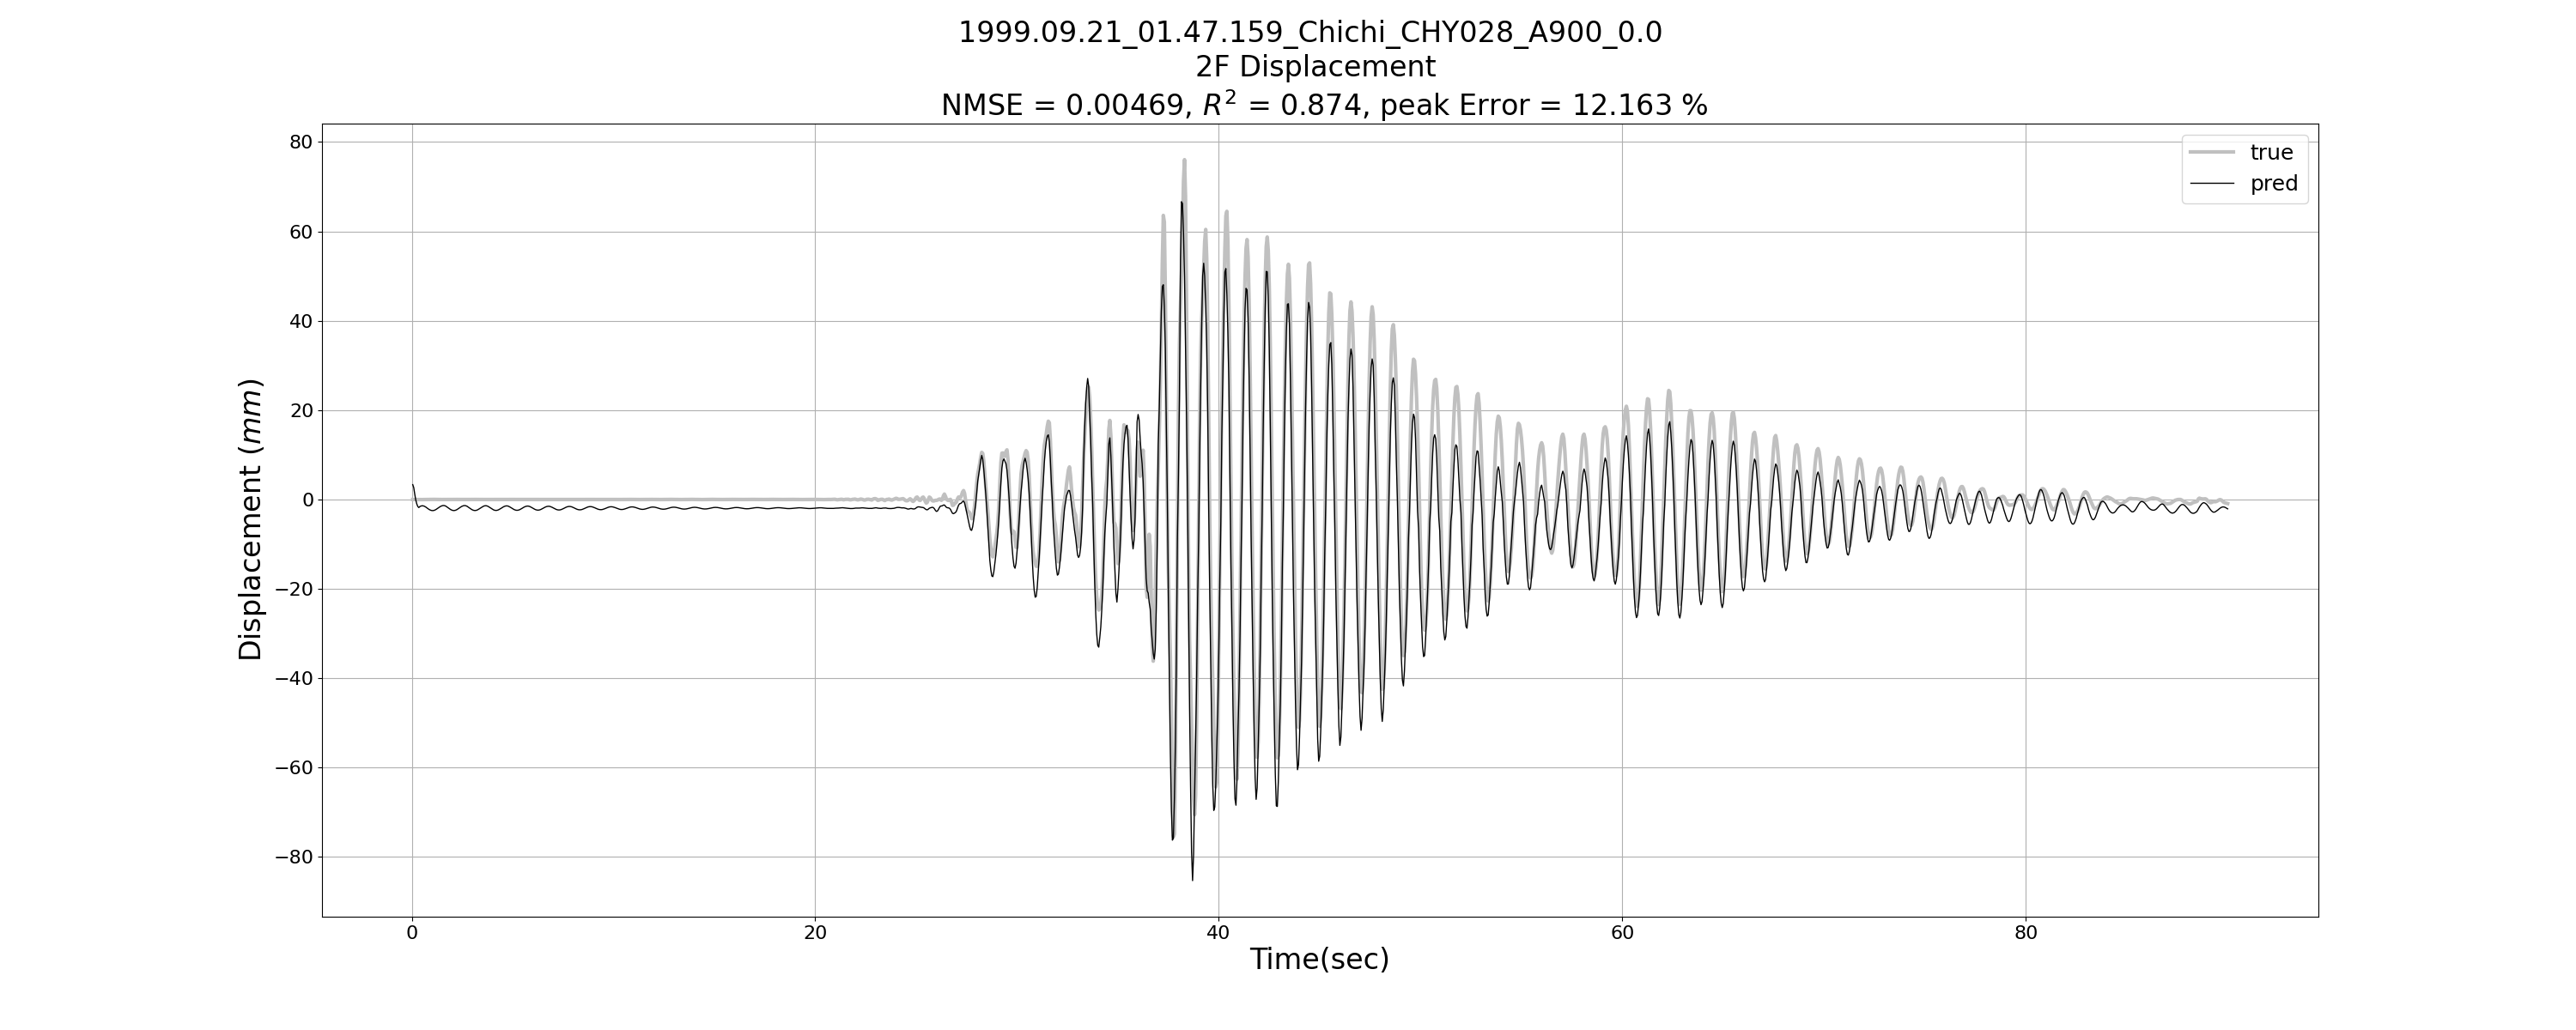 1999.09.21_01.47.159_Chichi_CHY028_A900_0.0
2F Displacement
NMSE = 0.00469, R² = 0.874, peak Error = 12.163 %
true
pred
80
60
40
20
0
−20
−40
−60
−80
Displacement (mm)
0
20
40
60
80
Time(sec)